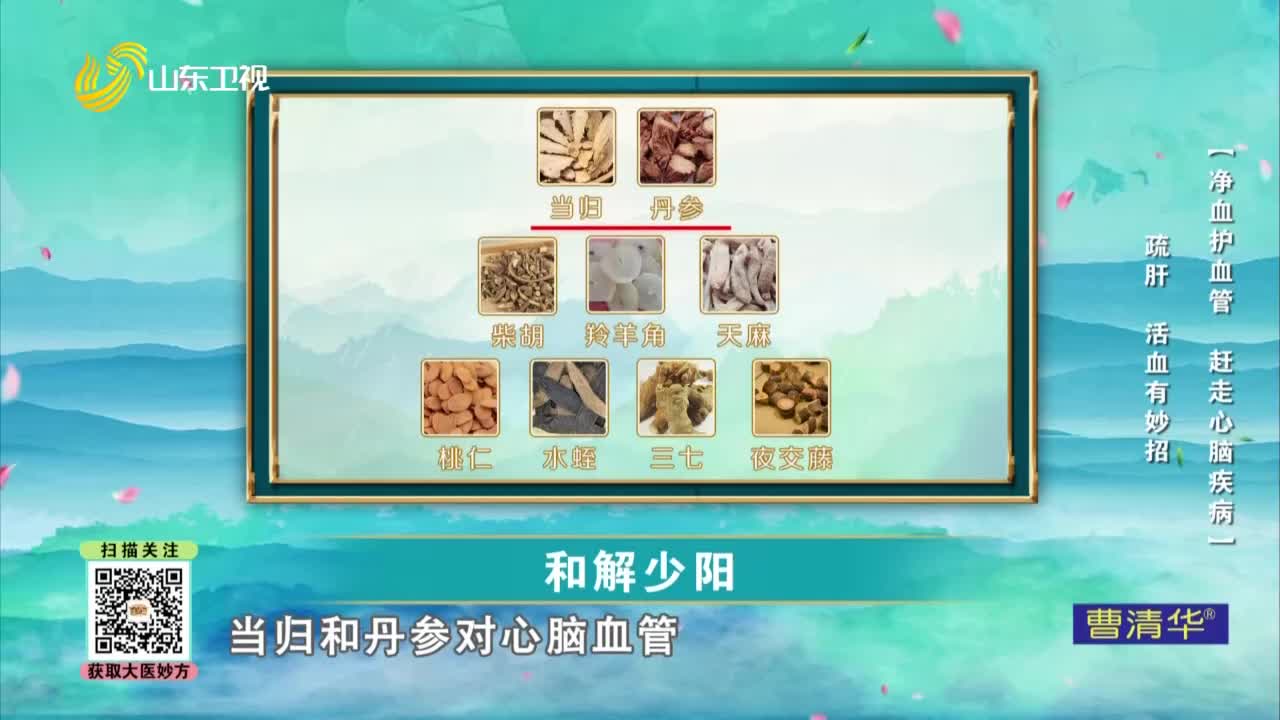 山东卫视
当归 丹参
柴胡 羚羊角 天麻
桃仁 水蛭 三七 夜交藤
【净血护血管 赶走心脑疾病】
疏肝 活血有妙招
和解少阳
当归和丹参对心脑血管
扫描关注
获取大医妙方
曹清华®